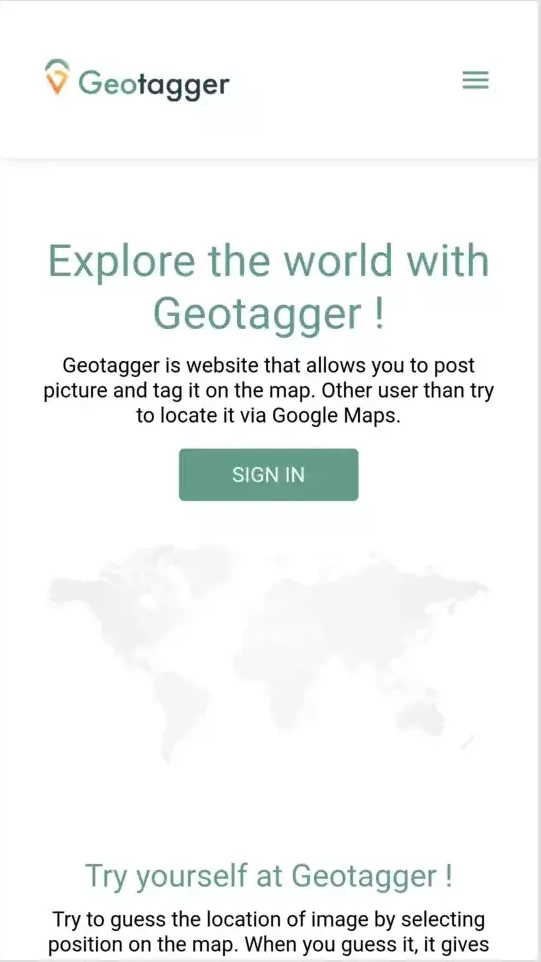 Geotagger
Explore the world with
Geotagger !
Geotagger is website that allows you to post
picture and tag it on the map. Other user than try
to locate it via Google Maps.
SIGN IN
Try yourself at Geotagger !
Try to guess the location of image by selecting
position on the map. When you guess it, it gives